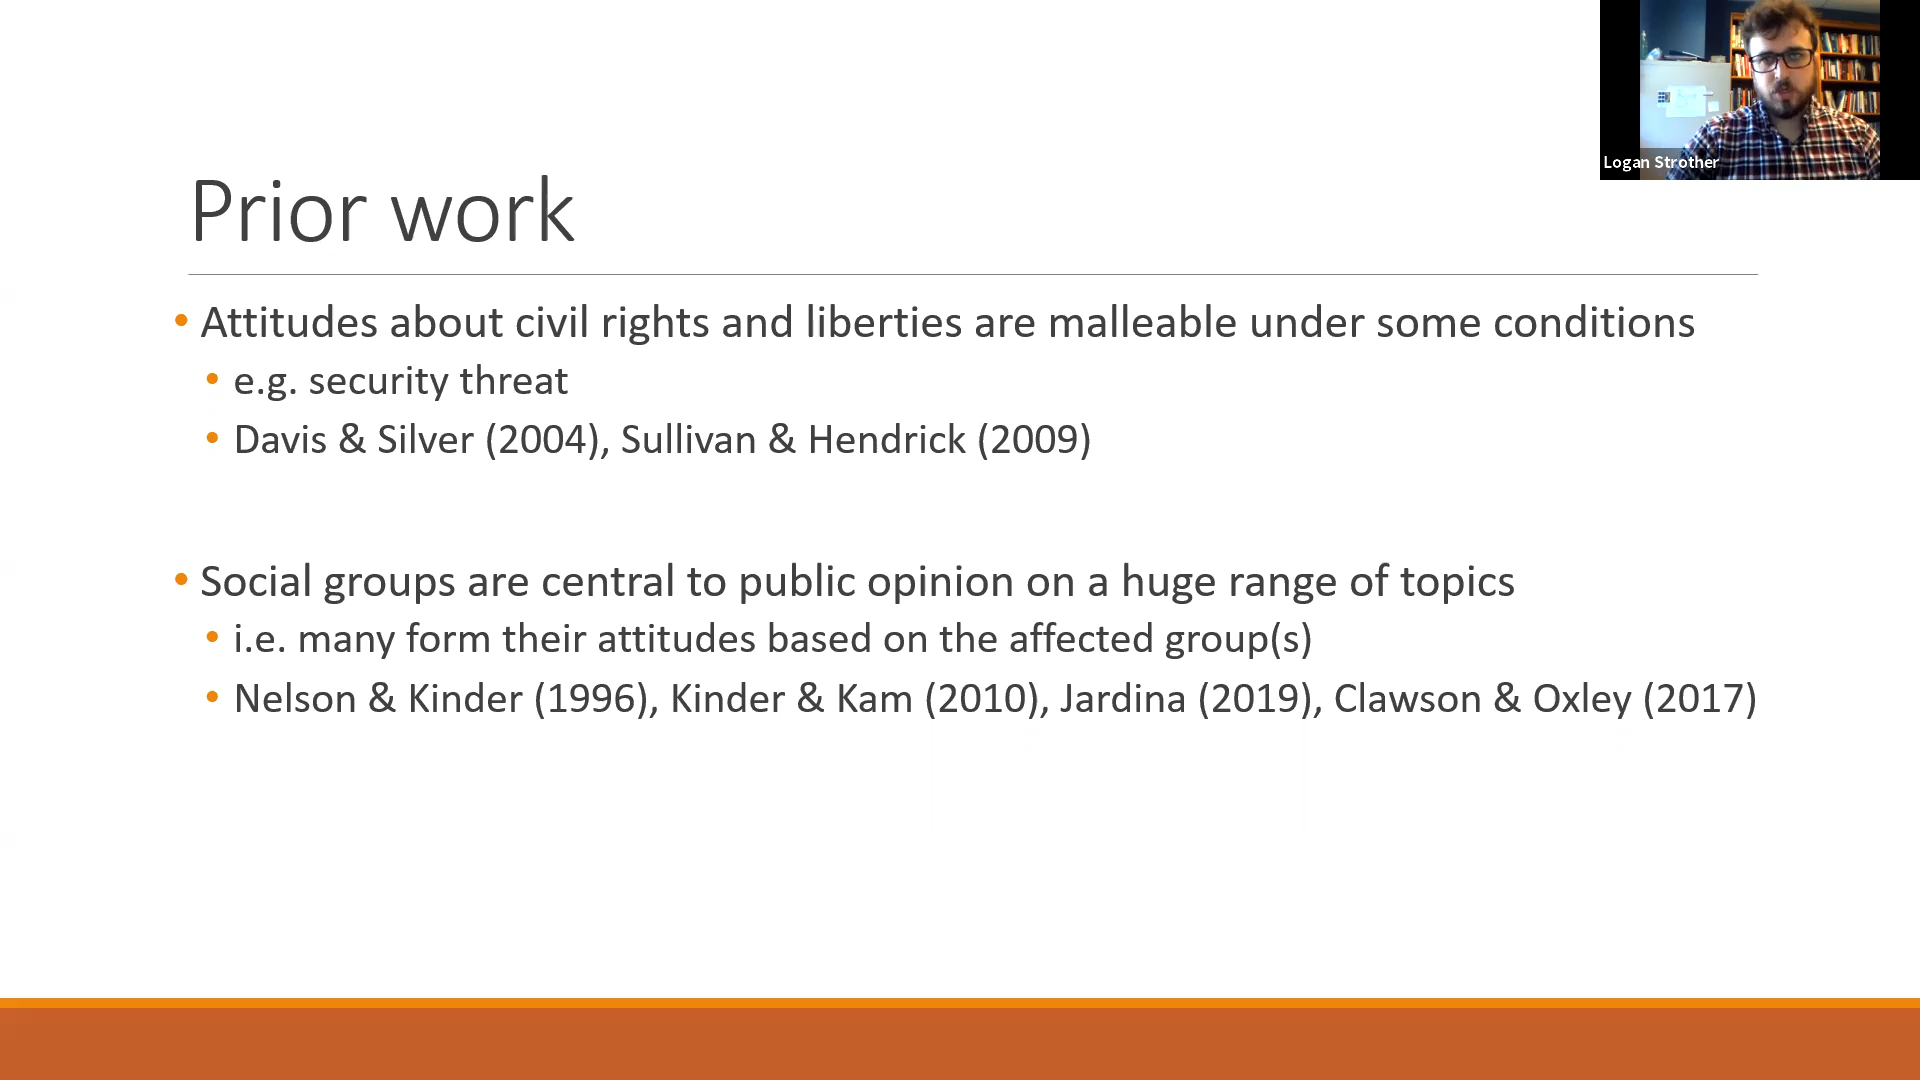 Logan Strother
Prior work
• Attitudes about civil rights and liberties are malleable under some conditions
• e.g. security threat
• Davis & Silver (2004), Sullivan & Hendrick (2009)
• Social groups are central to public opinion on a huge range of topics
• i.e. many form their attitudes based on the affected group(s)
• Nelson & Kinder (1996), Kinder & Kam (2010), Jardina (2019), Clawson & Oxley (2017)